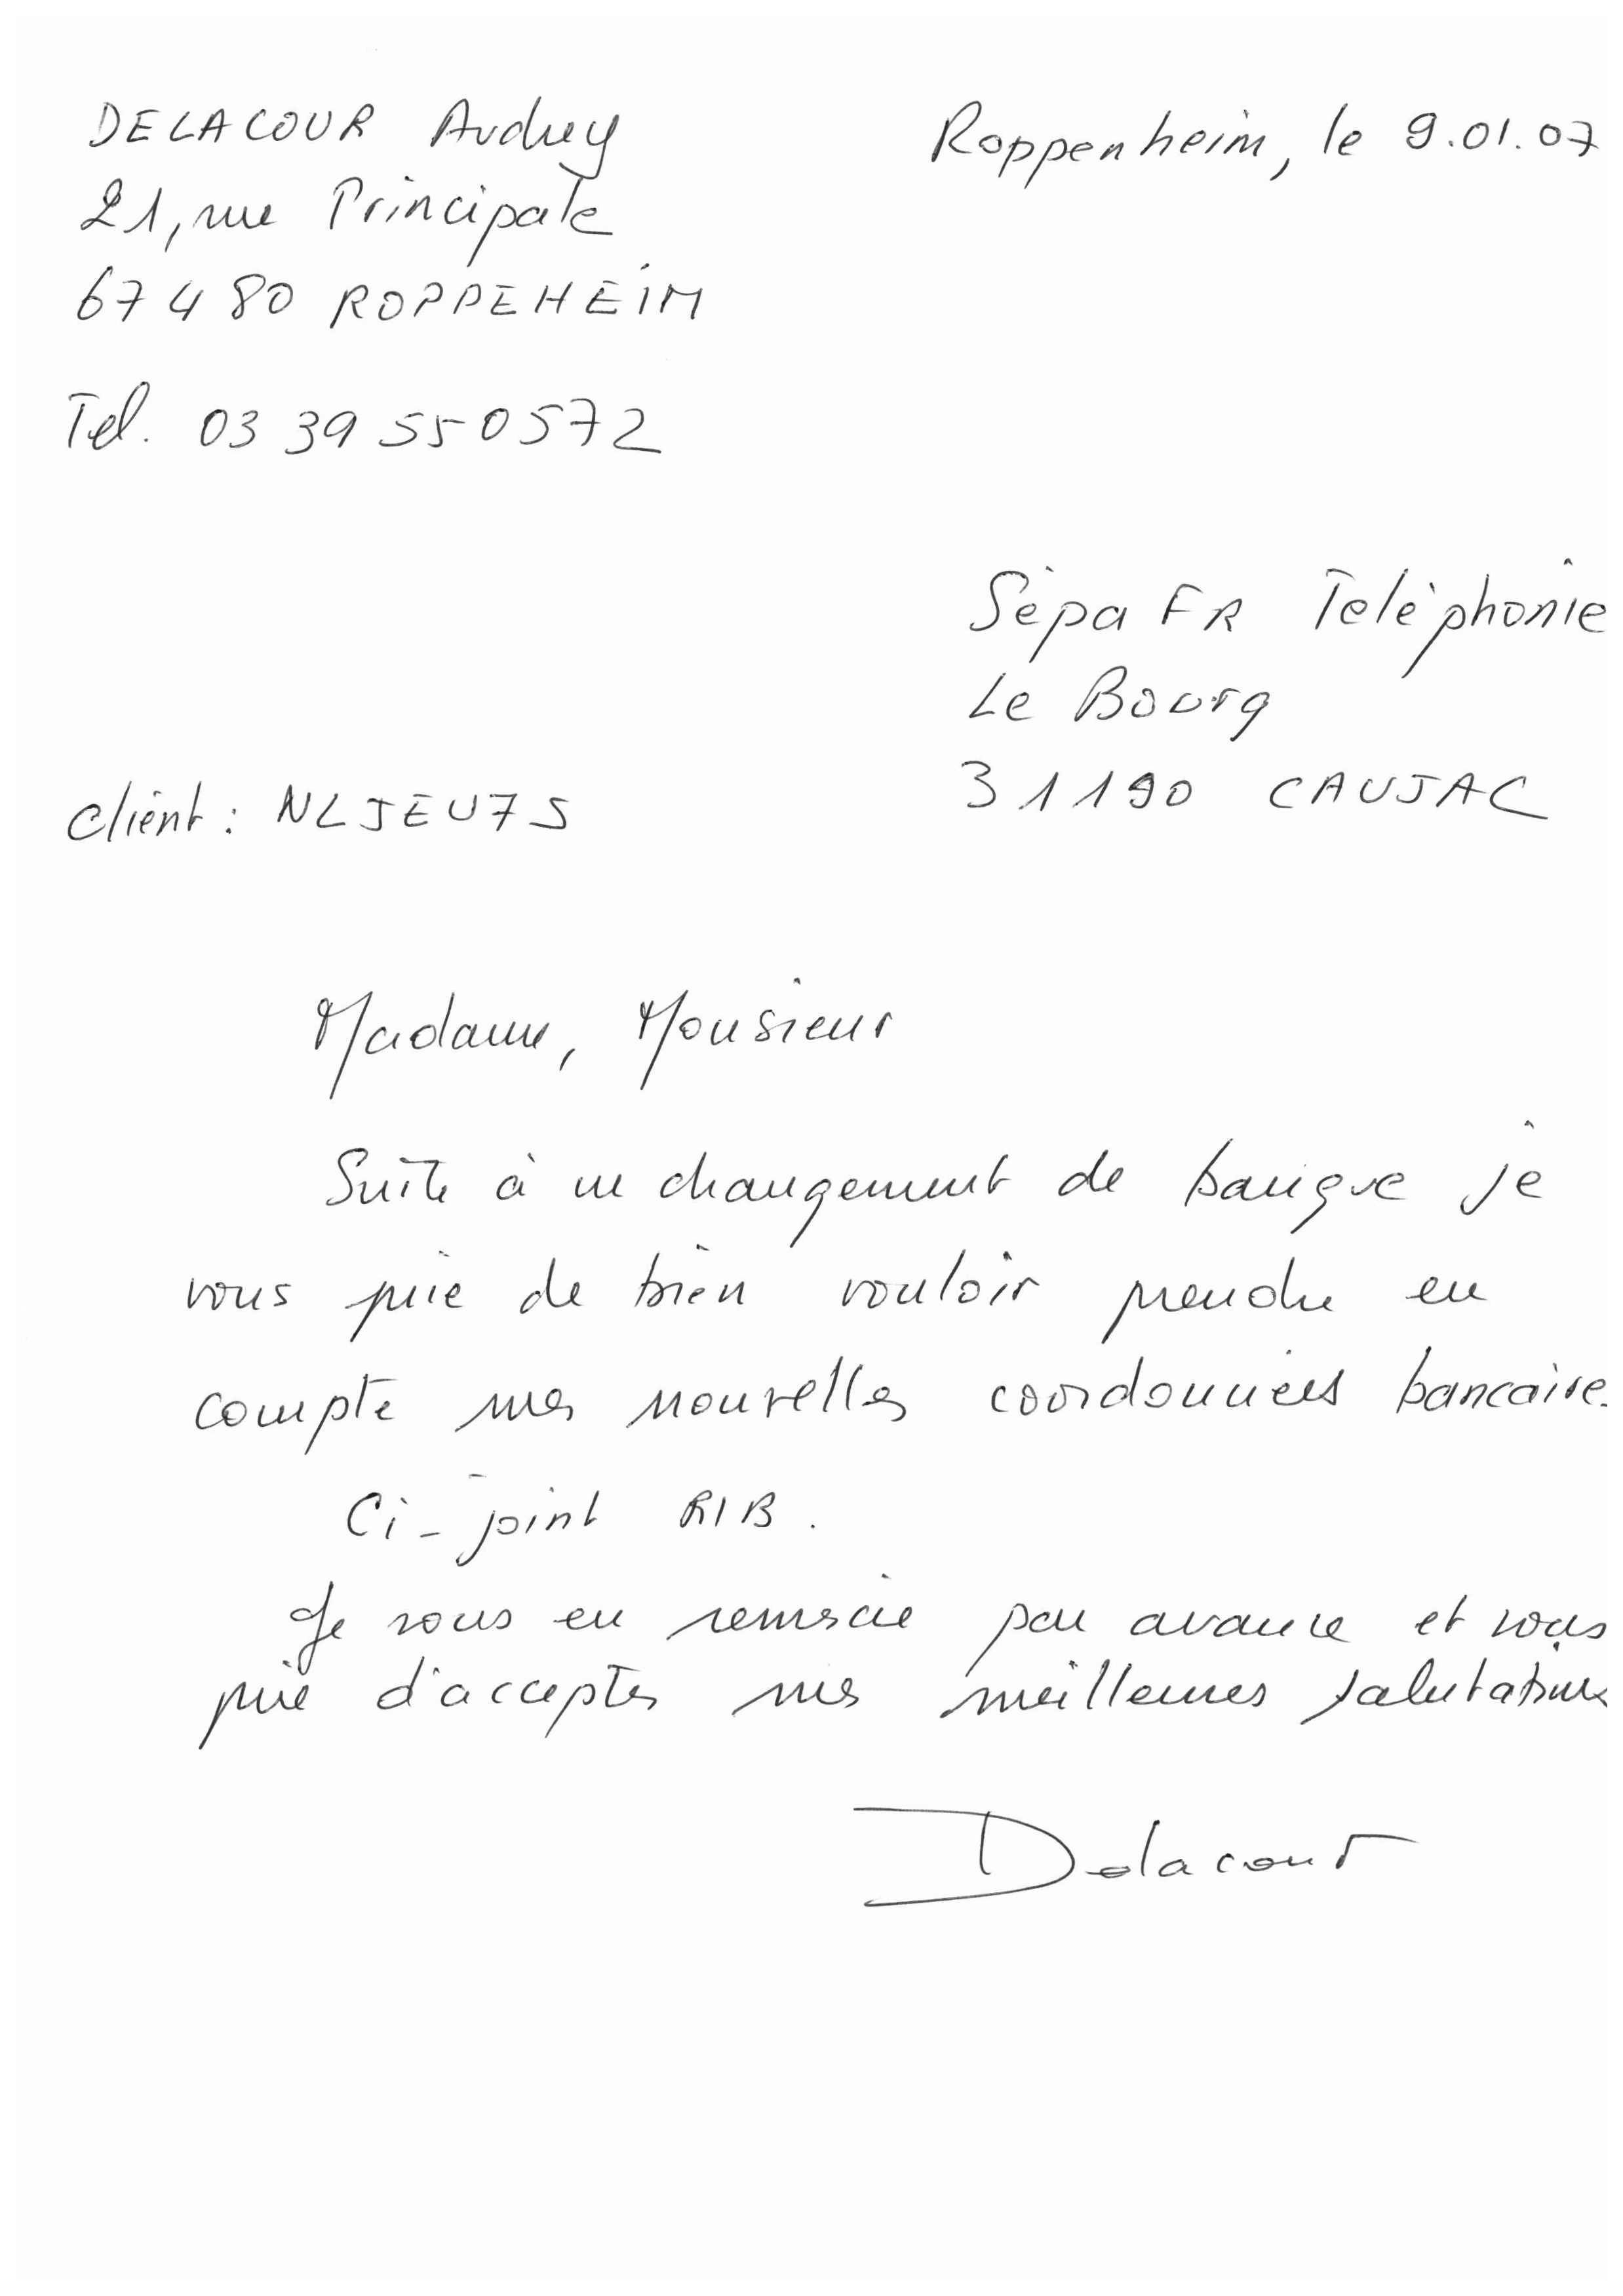 DELACOUR Audrey
Roppenheim, le 9.01.07
21, rue Principale
67480 ROPPEHEIM
Tel. 03 39 55 05 72
Sépa FR Téléphonie
Le Bourg
31190 CAUJAC
Client : NLJEU75
Madame, Monsieur
Suite à un changement de banque je
vous prie de bien vouloir prendre en
compte mes nouvelles coordonnées bancaire
Ci-joint RIB.
Je vous en remercie par avance et vous
prie d'accepter mes meilleures salutations
Delacour